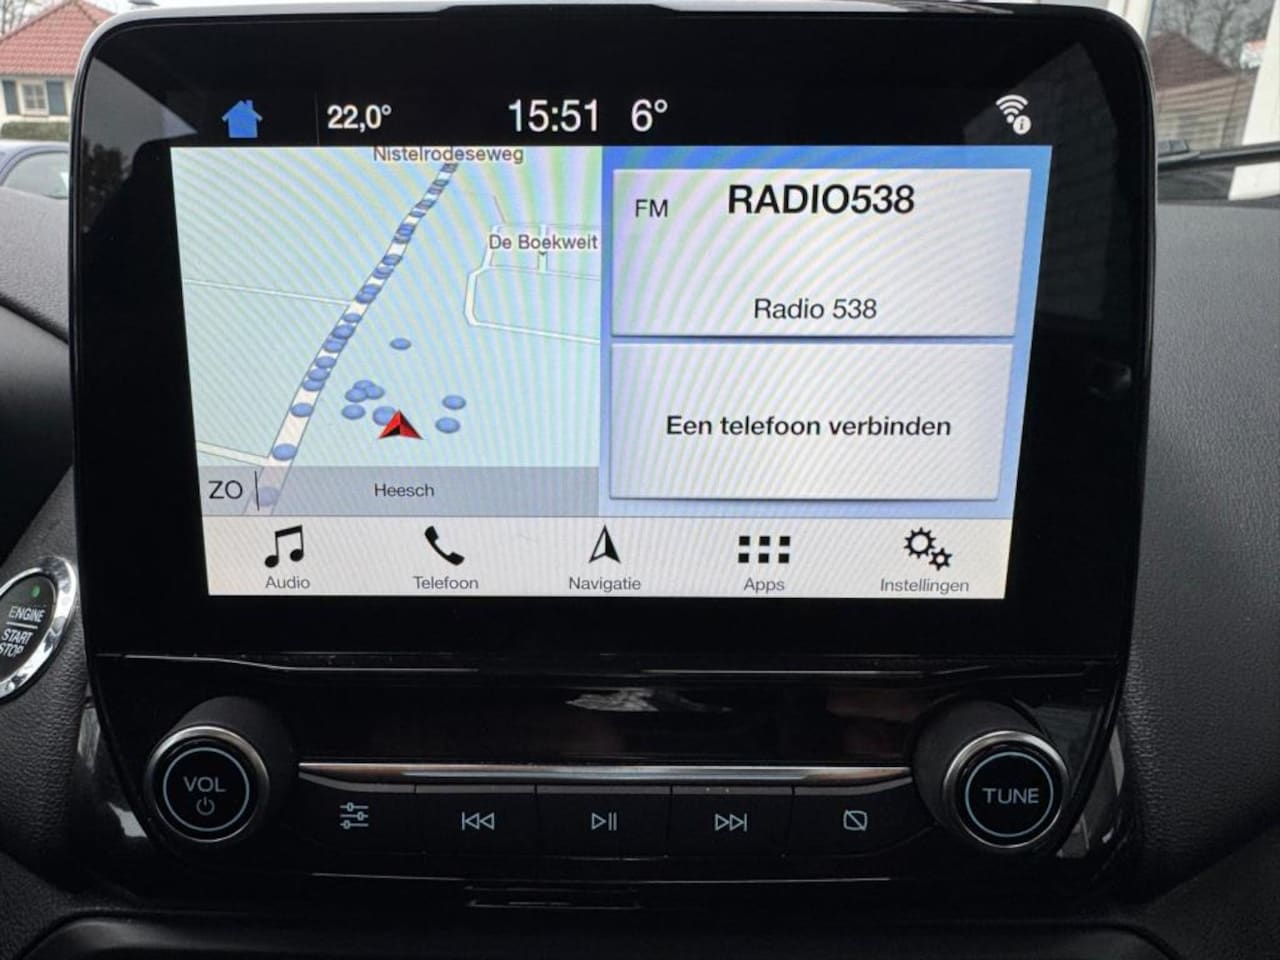 22,0° 15:51 6°
Nistelrodeseweg
De Boekweit
ZO
Heesch
FM RADIO538
Radio 538
Een telefoon verbinden
Audio Telefoon Navigatie Apps Instellingen
ENGINE
START
STOP
VOL
TUNE